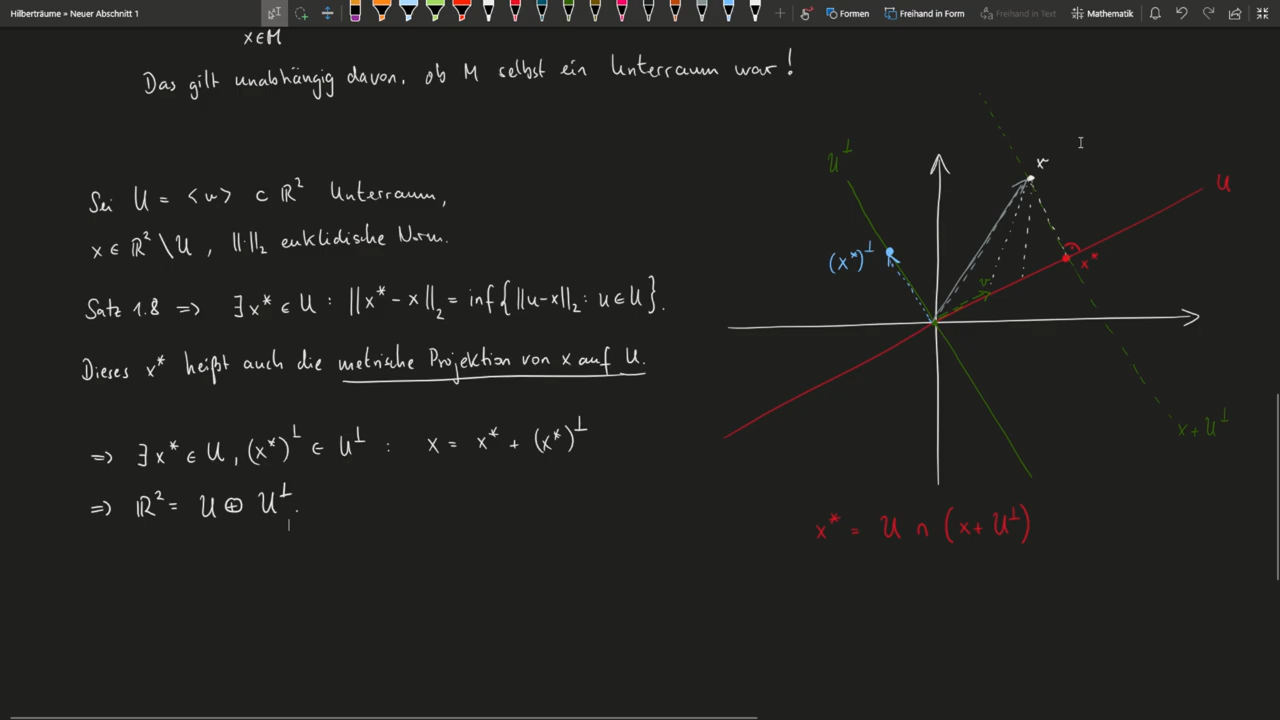 Hilberträume » Neuer Abschnitt 1
Formen
Freihand in Form
Freihand in Text
Mathematik
x∈M
Das gilt unabhängig davon, ob M selbst ein Unterraum war!
Sei U = <v> ⊂ ℝ² Unterraum,
x ∈ ℝ² \ U , ||·||₂ euklidische Norm.
Satz 1.8 => ∃x* ∈ U : ||x* - x||₂ = inf{||u-x||₂ : u ∈ U}.
Dieses x* heißt auch die metrische Projektion von x auf U.
=> ∃x* ∈ U, (x*)^⊥ ∈ U^⊥ : x = x* + (x*)^⊥
=> ℝ² = U ⊕ U^⊥.
U^⊥
x
U
(x*)^⊥
x*
v
x + U^⊥
x* = U ∩ (x + U^⊥)